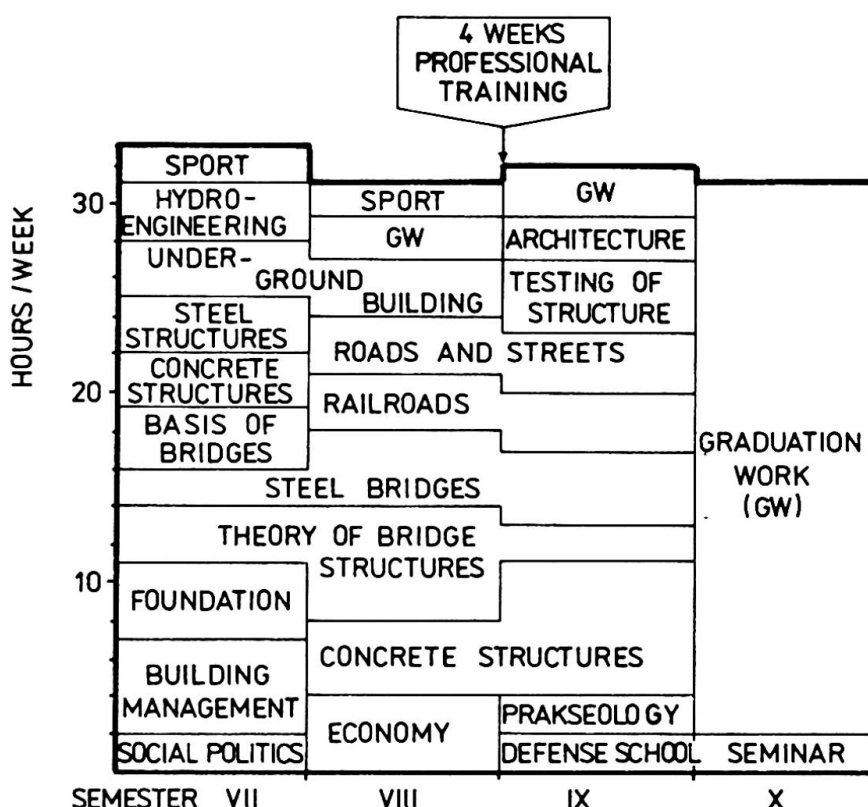 4 WEEKS
PROFESSIONAL
TRAINING
HOURS / WEEK
30
20
10
SPORT
HYDRO-
ENGINEERING
UNDER-
GROUND
BUILDING
STEEL
STRUCTURES
CONCRETE
STRUCTURES
BASIS OF
BRIDGES
SPORT
GW
GW
ARCHITECTURE
TESTING OF
STRUCTURE
ROADS AND STREETS
RAILROADS
STEEL BRIDGES
THEORY OF BRIDGE
STRUCTURES
FOUNDATION
BUILDING
MANAGEMENT
SOCIAL POLITICS
CONCRETE STRUCTURES
ECONOMY
PRAKSEOLOGY
DEFENSE SCHOOL
GRADUATION
WORK
(GW)
SEMINAR
SEMESTER VII VIII IX X